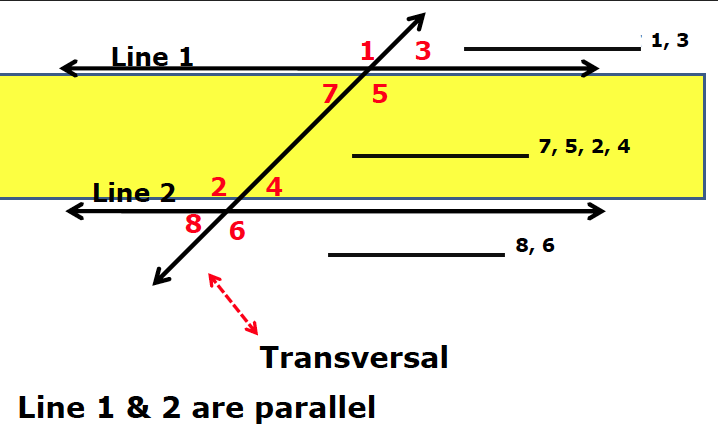 1 3
1, 3
Line 1
7 5
7, 5, 2, 4
2 4
Line 2
8 6
8, 6
Transversal
Line 1 & 2 are parallel